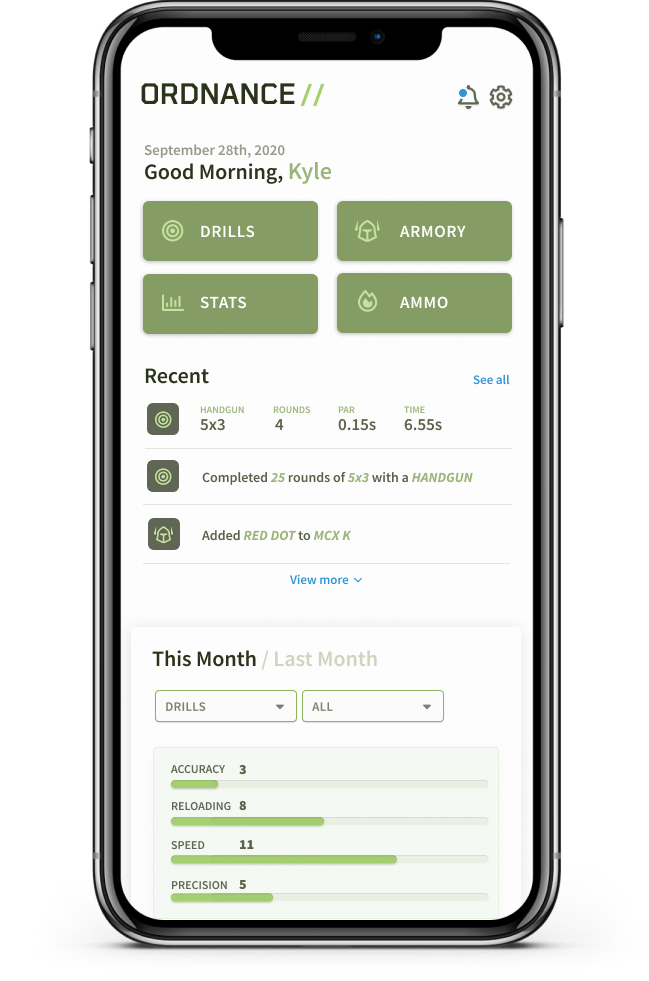 ORDNANCE //
September 28th, 2020
Good Morning, Kyle
DRILLS
ARMORY
STATS
AMMO
Recent
See all
HANDGUN ROUNDS PAR TIME
5x3 4 0.15s 6.55s
Completed 25 rounds of 5x3 with a HANDGUN
Added RED DOT to MCX K
View more
This Month / Last Month
DRILLS
ALL
ACCURACY 3
RELOADING 8
SPEED 11
PRECISION 5